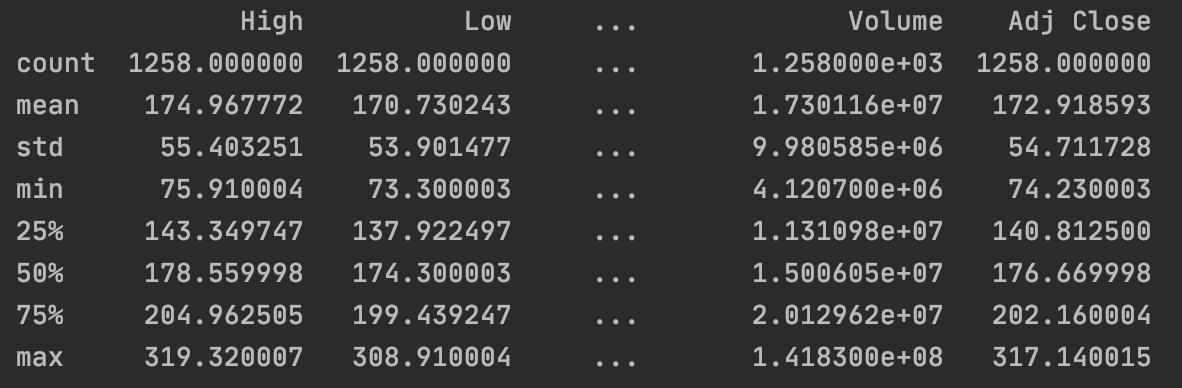 High Low ... Volume Adj Close
count 1258.000000 1258.000000 ... 1.258000e+03 1258.000000
mean 174.967772 170.730243 ... 1.730116e+07 172.918593
std 55.403251 53.901477 ... 9.980585e+06 54.711728
min 75.910004 73.300003 ... 4.120700e+06 74.230003
25% 143.349747 137.922497 ... 1.131098e+07 140.812500
50% 178.559998 174.300003 ... 1.500605e+07 176.669998
75% 204.962505 199.439247 ... 2.012962e+07 202.160004
max 319.320007 308.910004 ... 1.418300e+08 317.140015